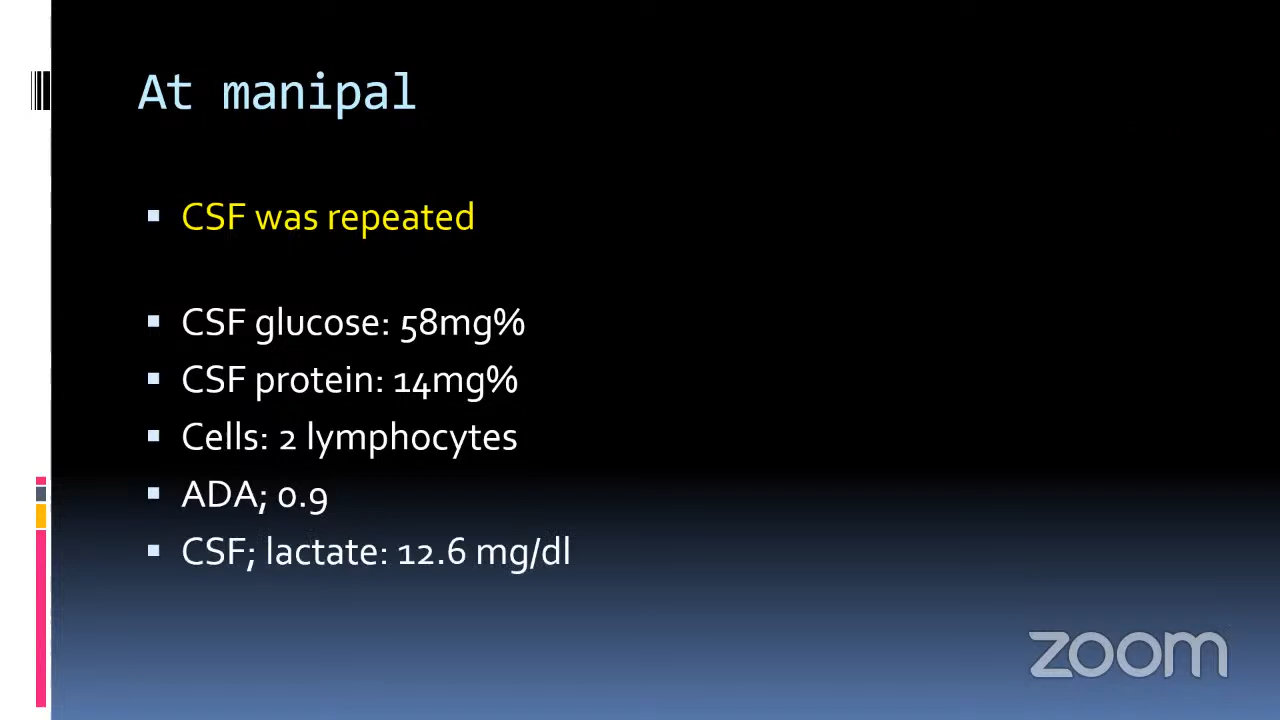 At manipal
CSF was repeated
CSF glucose: 58mg%
CSF protein: 14mg%
Cells: 2 lymphocytes
ADA; 0.9
CSF; lactate: 12.6 mg/dl
zoom